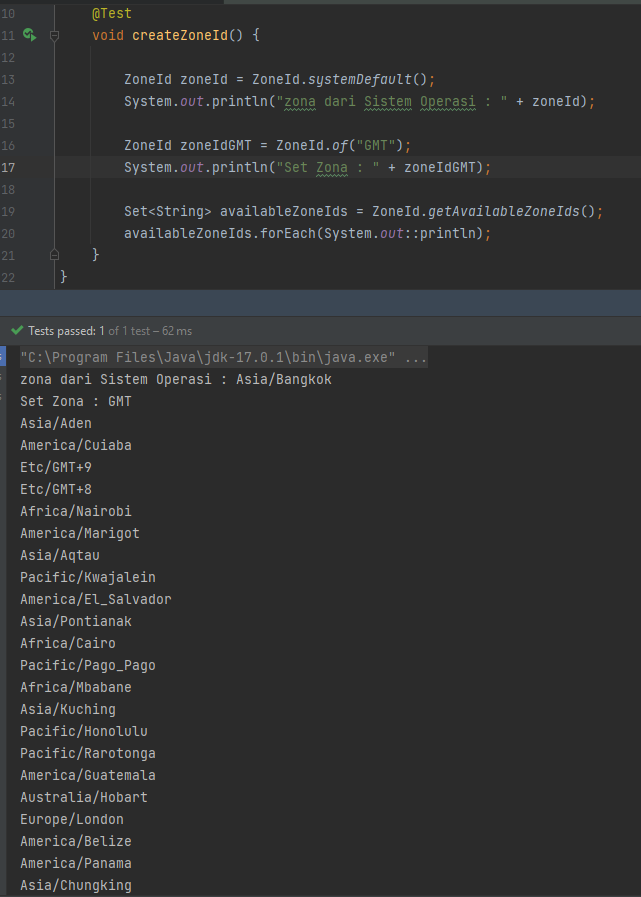 10 @Test
11 void createZoneId() {
12
13 ZoneId zoneId = ZoneId.systemDefault();
14 System.out.println("zona dari Sistem Operasi : " + zoneId);
15
16 ZoneId zoneIdGMT = ZoneId.of("GMT");
17 System.out.println("Set Zona : " + zoneIdGMT);
18
19 Set<String> availableZoneIds = ZoneId.getAvailableZoneIds();
20 availableZoneIds.forEach(System.out::println);
21 }
22 }
Tests passed: 1 of 1 test – 62 ms
"C:\Program Files\Java\jdk-17.0.1\bin\java.exe" ...
zona dari Sistem Operasi : Asia/Bangkok
Set Zona : GMT
Asia/Aden
America/Cuiaba
Etc/GMT+9
Etc/GMT+8
Africa/Nairobi
America/Marigot
Asia/Aqtau
Pacific/Kwajalein
America/El_Salvador
Asia/Pontianak
Africa/Cairo
Pacific/Pago_Pago
Africa/Mbabane
Asia/Kuching
Pacific/Honolulu
Pacific/Rarotonga
America/Guatemala
Australia/Hobart
Europe/London
America/Belize
America/Panama
Asia/Chungking